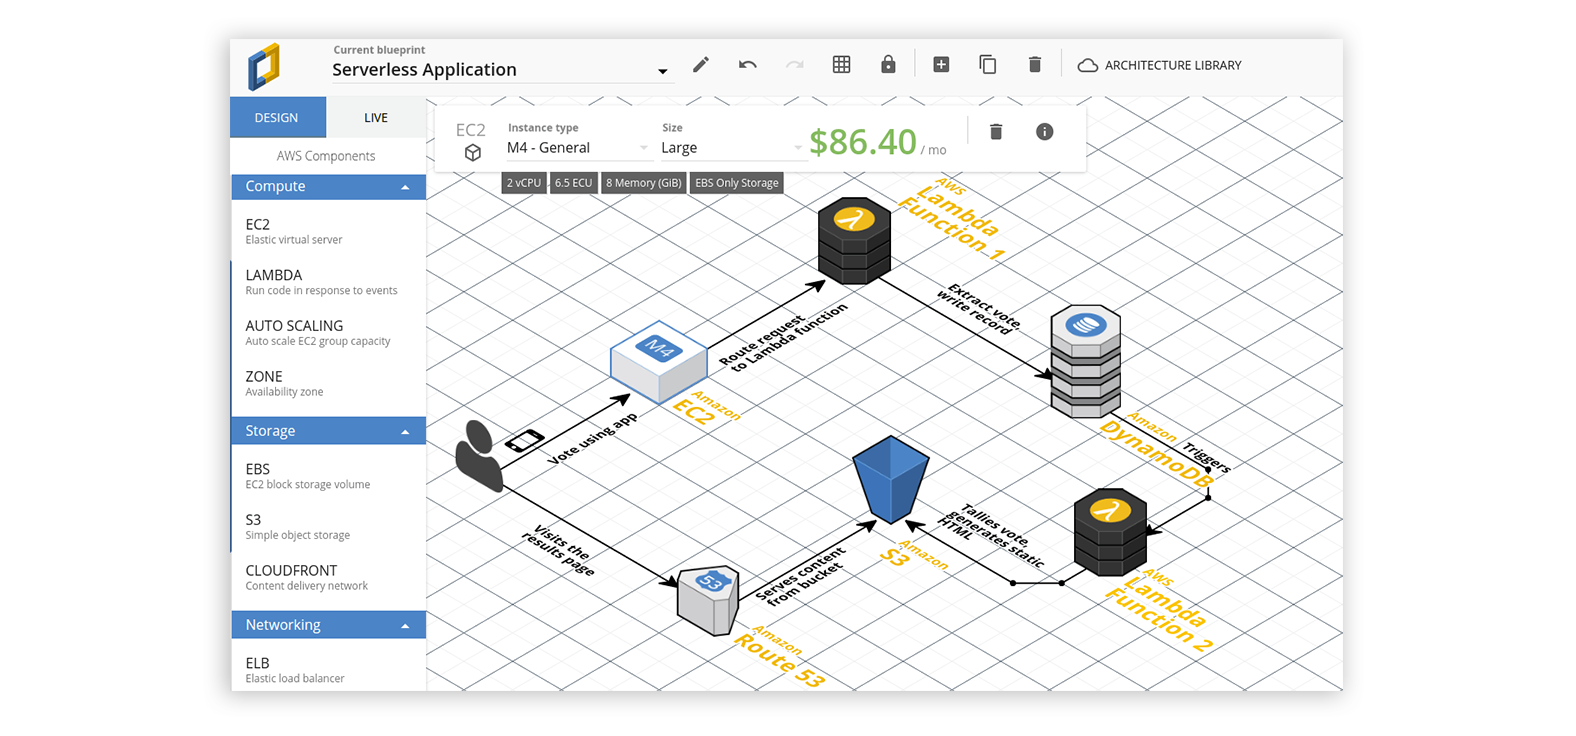 Current blueprint
Serverless Application
ARCHITECTURE LIBRARY
DESIGN
LIVE
AWS Components
Compute
EC2
Elastic virtual server
LAMBDA
Run code in response to events
AUTO SCALING
Auto scale EC2 group capacity
ZONE
Availability zone
Storage
EBS
EC2 block storage volume
S3
Simple object storage
CLOUDFRONT
Content delivery network
Networking
ELB
Elastic load balancer
EC2
Instance type
M4 - General
Size
Large
$86.40 / mo
2 vCPU
6.5 ECU
8 Memory (GiB)
EBS Only Storage
AWS
Lambda
Function 1
Extract vote,
write record
Route request
to Lambda function
M4
Amazon
EC2
Vote using app
Amazon
DynamoDB
Triggers
Tallies vote,
generates static
HTML
Amazon
S3
Visits the
results page
53
Serves content
from bucket
Amazon
Route 53
AWS
Lambda
Function 2